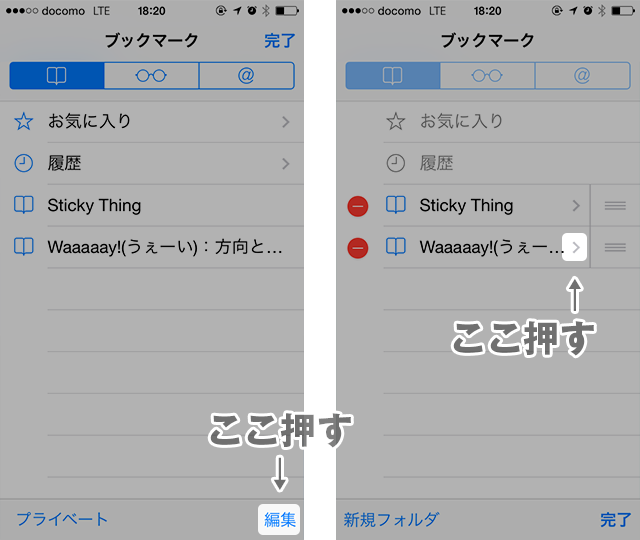 docomo LTE 18:20
ブックマーク 完了
@
お気に入り
履歴
Sticky Thing
Waaaaay!(うぇーい)：方向と…
ここ押す
プライベート 編集
docomo LTE 18:20
ブックマーク
@
お気に入り
履歴
Sticky Thing
Waaaaay!(うぇー…
ここ押す
新規フォルダ 完了